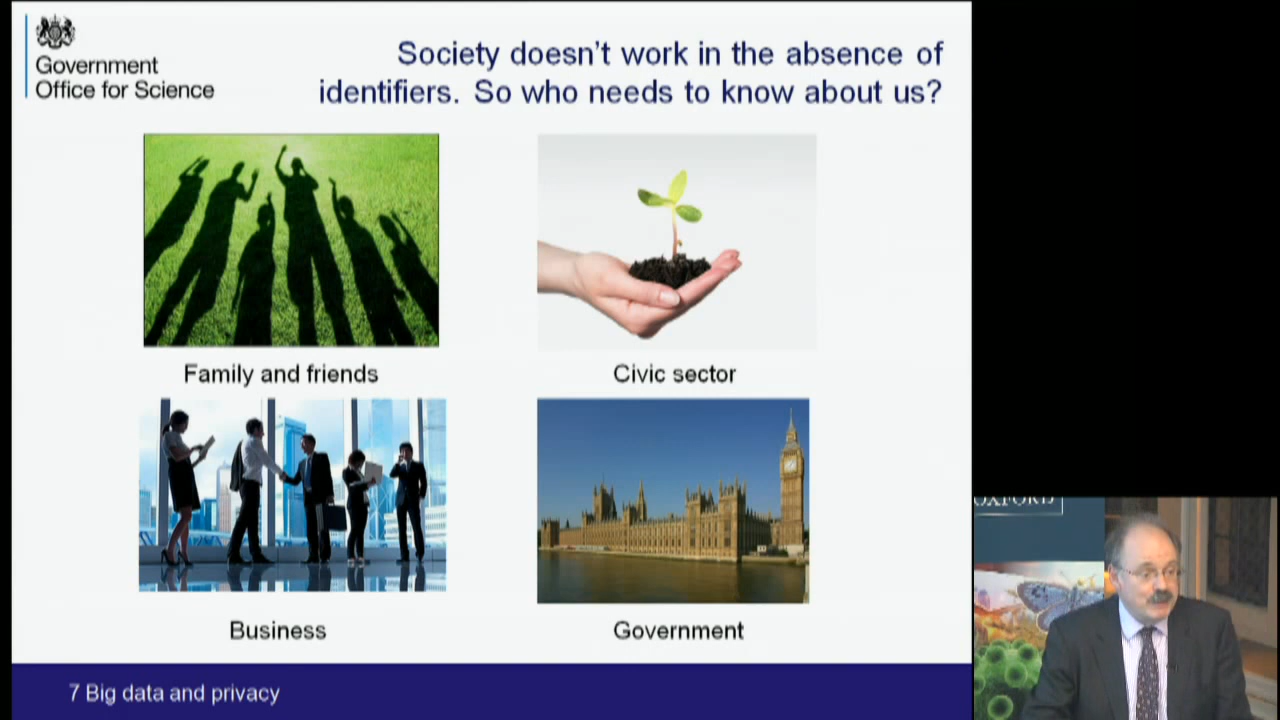 Government
Office for Science
Society doesn't work in the absence of
identifiers. So who needs to know about us?
Family and friends
Civic sector
Business
Government
7 Big data and privacy
OXFORD